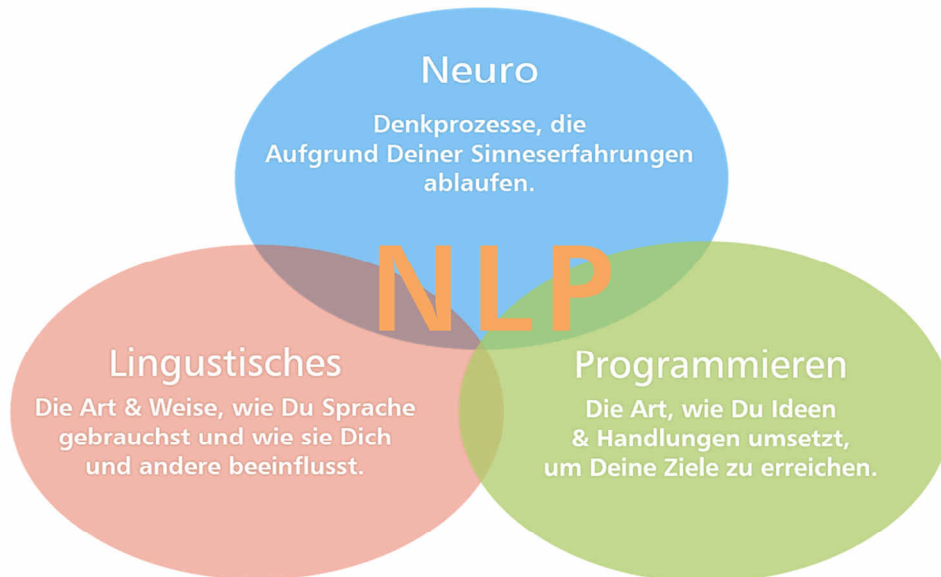 Neuro
Denkprozesse, die
Aufgrund Deiner Sinneserfahrungen
ablaufen.
NLP
Lingustisches
Die Art & Weise, wie Du Sprache
gebrauchst und wie sie Dich
und andere beeinflusst.
Programmieren
Die Art, wie Du Ideen
& Handlungen umsetzt,
um Deine Ziele zu erreichen.